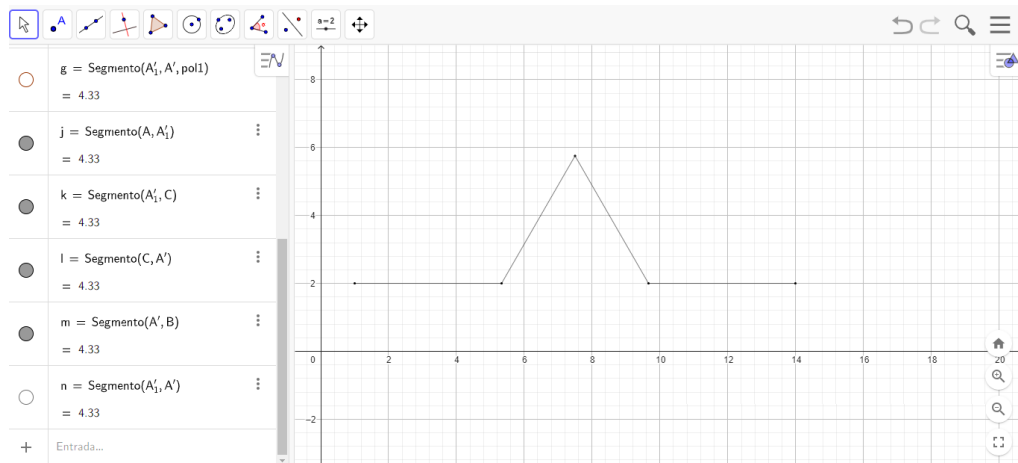 A
a=2
g = Segmento(A′₁, A′, pol1)
= 4.33
j = Segmento(A, A′₁)
= 4.33
k = Segmento(A′₁, C)
= 4.33
l = Segmento(C, A′)
= 4.33
m = Segmento(A′, B)
= 4.33
n = Segmento(A′₁, A′)
= 4.33
Entrada...
8
6
4
2
0 2 4 6 8 10 12 14 16 18 20
−2